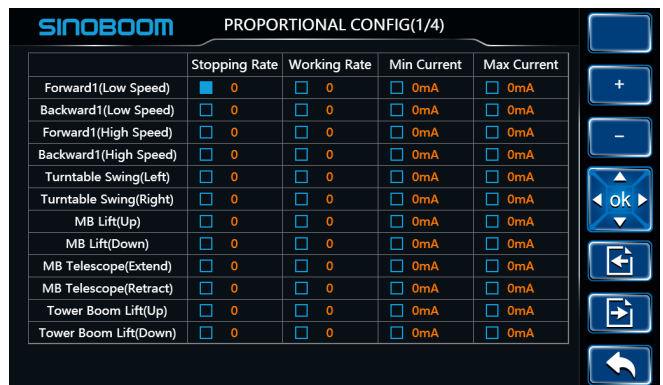 SINOBOOM PROPORTIONAL CONFIG(1/4)
Stopping Rate Working Rate Min Current Max Current
Forward1(Low Speed) 0 0 0mA 0mA
Backward1(Low Speed) 0 0 0mA 0mA
Forward1(High Speed) 0 0 0mA 0mA
Backward1(High Speed) 0 0 0mA 0mA
Turntable Swing(Left) 0 0 0mA 0mA
Turntable Swing(Right) 0 0 0mA 0mA
MB Lift(Up) 0 0 0mA 0mA
MB Lift(Down) 0 0 0mA 0mA
MB Telescope(Extend) 0 0 0mA 0mA
MB Telescope(Retract) 0 0 0mA 0mA
Tower Boom Lift(Up) 0 0 0mA 0mA
Tower Boom Lift(Down) 0 0 0mA 0mA
+
−
ok